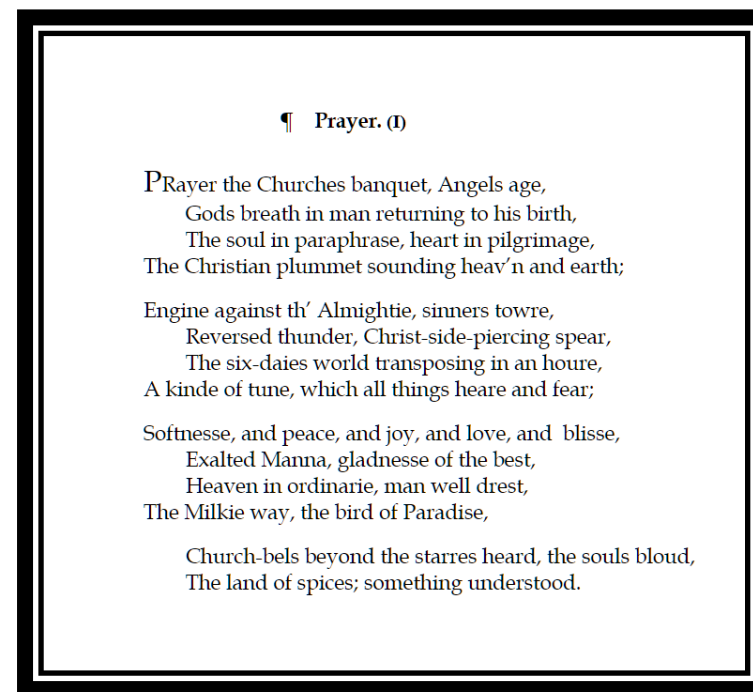 ¶ Prayer. (I)
PRayer the Churches banquet, Angels age,
Gods breath in man returning to his birth,
The soul in paraphrase, heart in pilgrimage,
The Christian plummet sounding heav'n and earth;
Engine against th' Almightie, sinners towre,
Reversed thunder, Christ-side-piercing spear,
The six-daies world transposing in an houre,
A kinde of tune, which all things heare and fear;
Softnesse, and peace, and joy, and love, and blisse,
Exalted Manna, gladnesse of the best,
Heaven in ordinarie, man well drest,
The Milkie way, the bird of Paradise,
Church-bels beyond the starres heard, the souls bloud,
The land of spices; something understood.